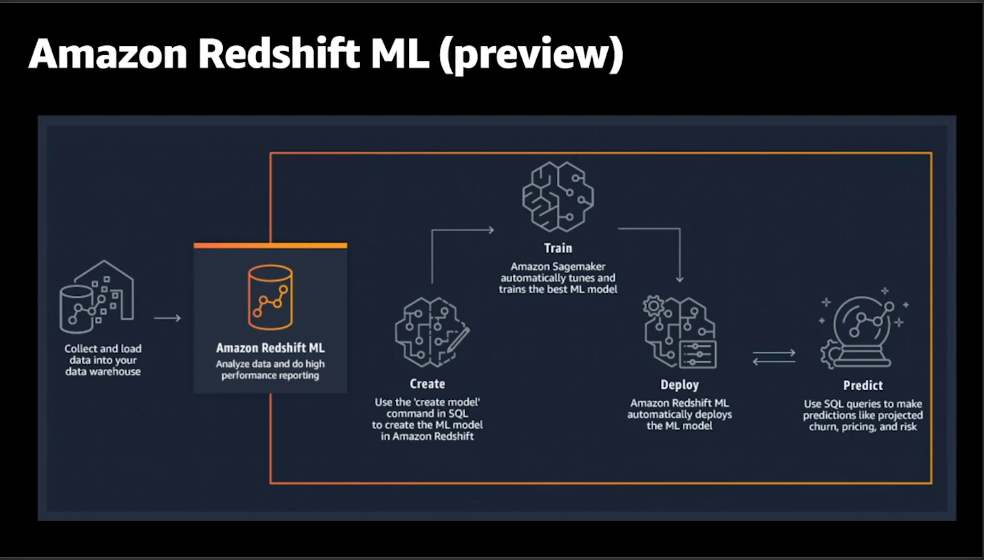 Amazon Redshift ML (preview)
Collect and load
data into your
data warehouse
Amazon Redshift ML
Analyze data and do high
performance reporting
Create
Use the 'create model'
command in SQL
to create the ML model
in Amazon Redshift
Train
Amazon Sagemaker
automatically tunes and
trains the best ML model
Deploy
Amazon Redshift ML
automatically deploys
the ML model
Predict
Use SQL queries to make
predictions like projected
churn, pricing, and risk